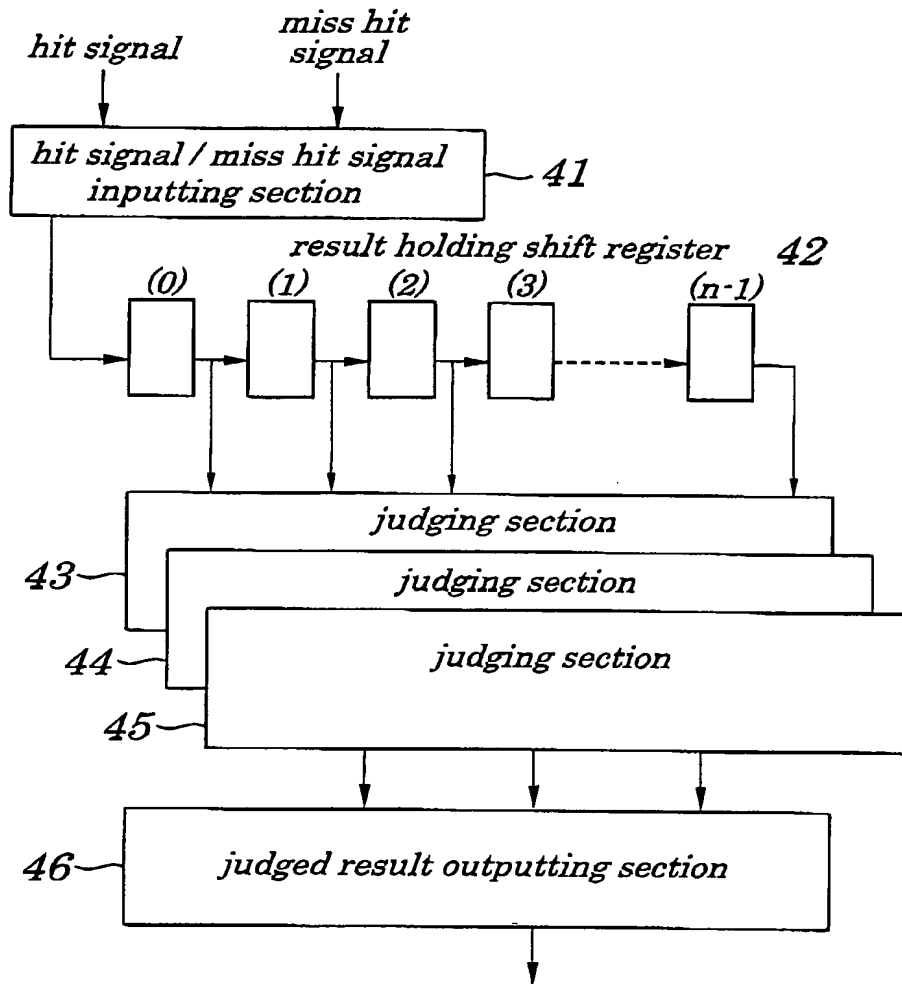 hit signal
miss hit
signal
hit signal / miss hit signal
inputting section
41
result holding shift register
42
(0)
(1)
(2)
(3)
(n-1)
judging section
43
judging section
44
judging section
45
judged result outputting section
46